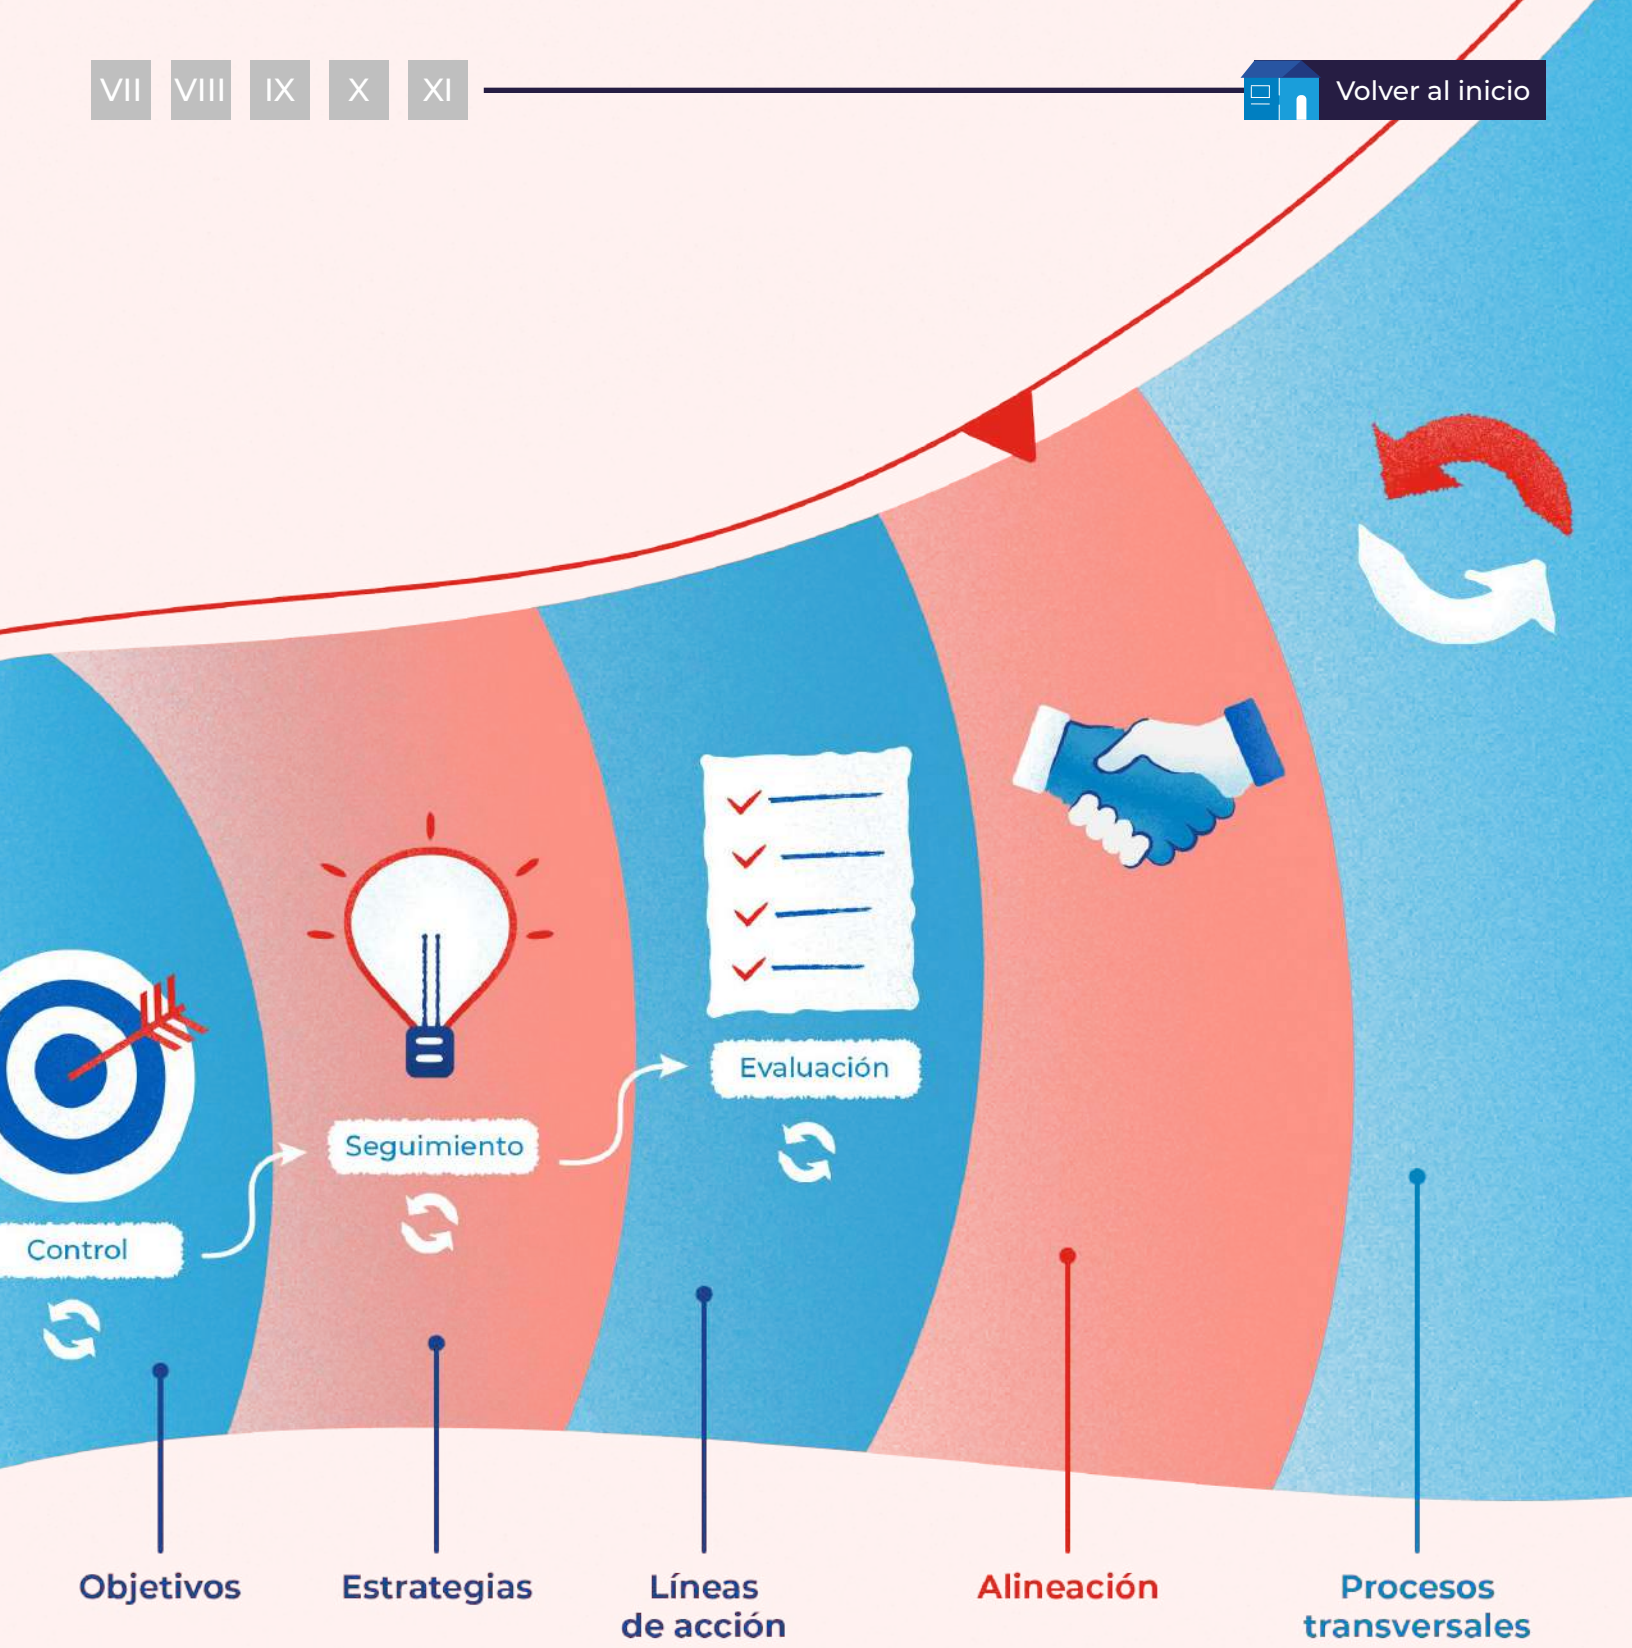 VII VIII IX X XI Volver al inicio
Evaluación
Seguimiento
Control
Objetivos
Estrategias
Líneas
de acción
Alineación
Procesos
transversales